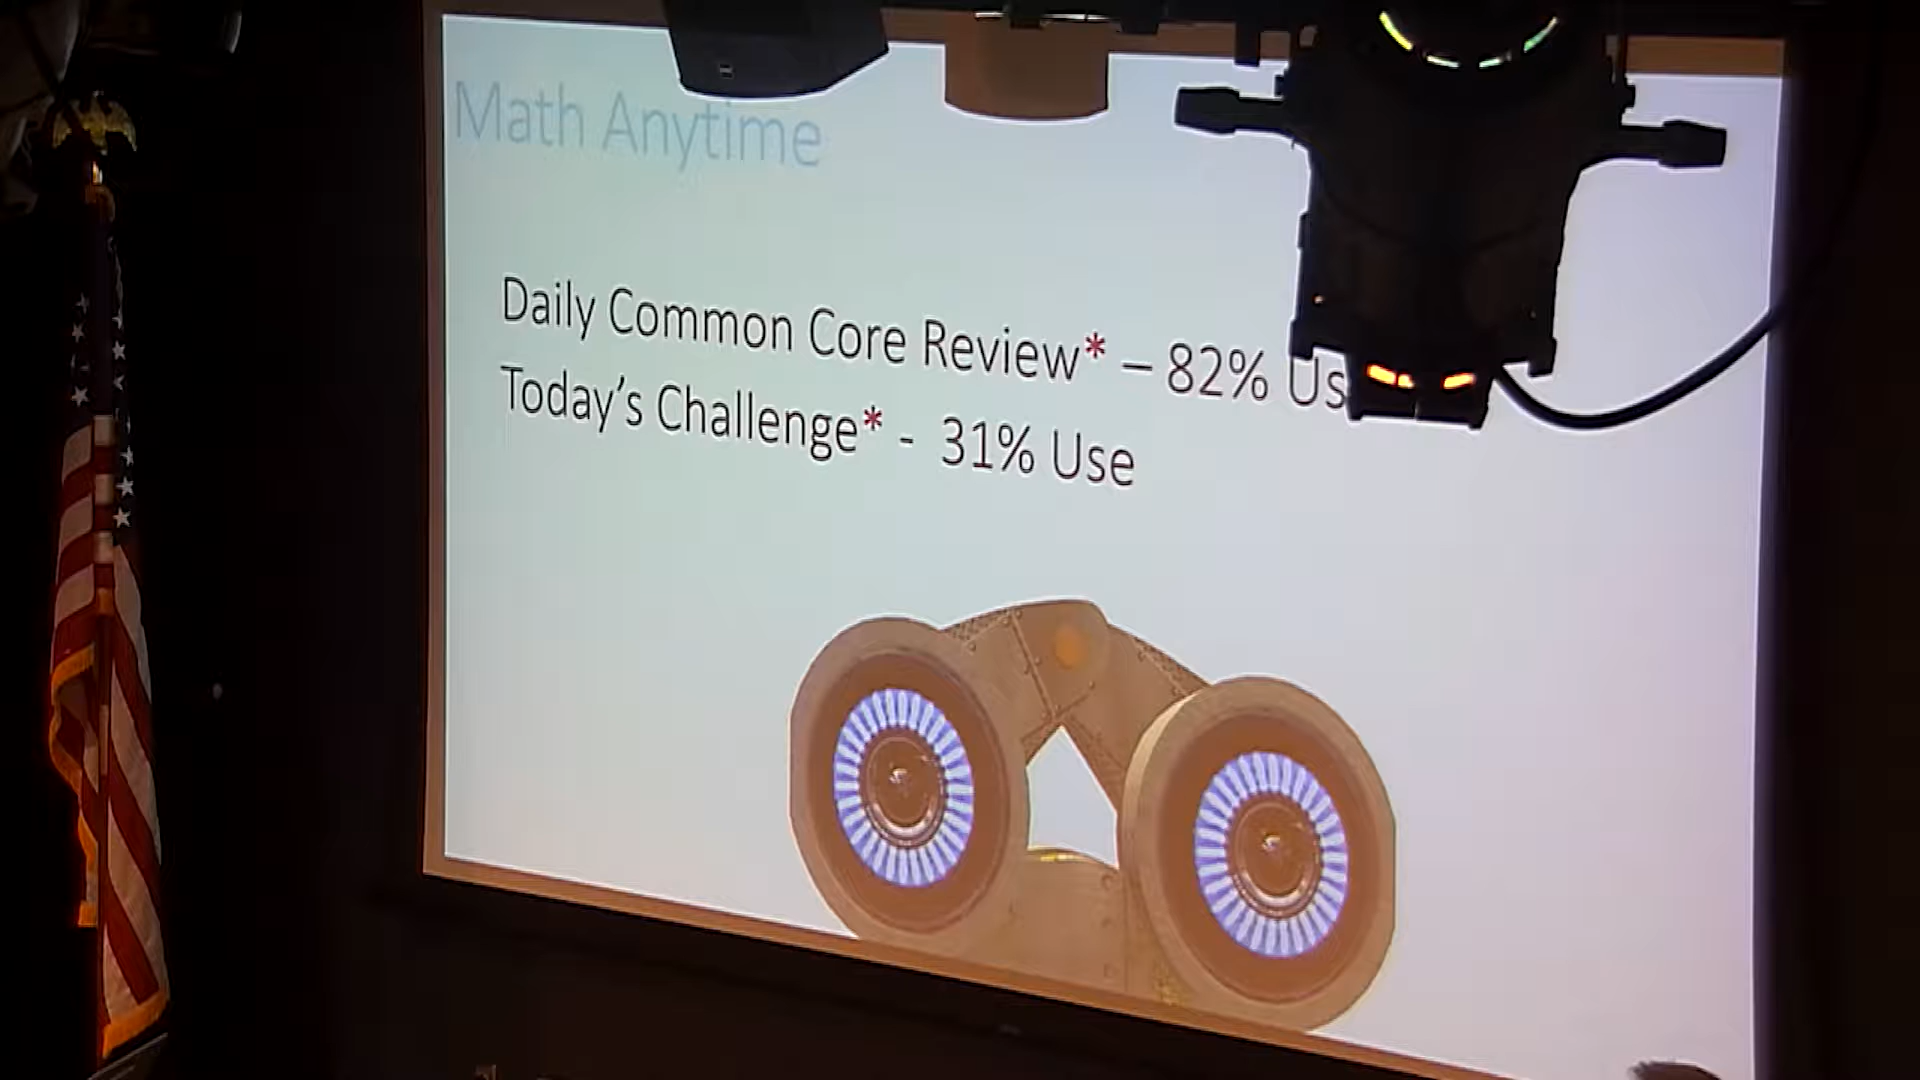 Math Anytime
Daily Common Core Review* – 82% Us
Today's Challenge* - 31% Use